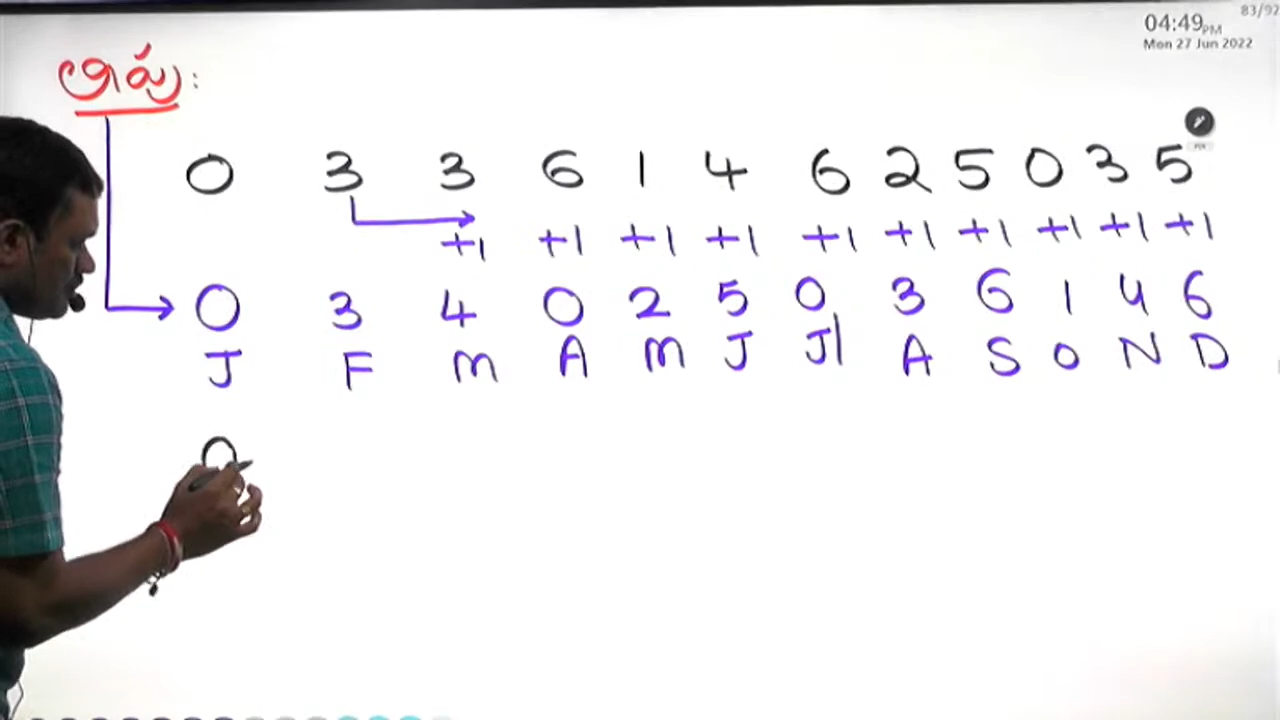 04:49PM
83/92
Mon 27 Jun 2022
లీపు:
0 3 3 6 1 4 6 2 5 0 3 5
+1 +1 +1 +1 +1 +1 +1 +1 +1 +1
0 3 4 0 2 5 0 3 6 1 4 6
J F M A M J Jl A S O N D